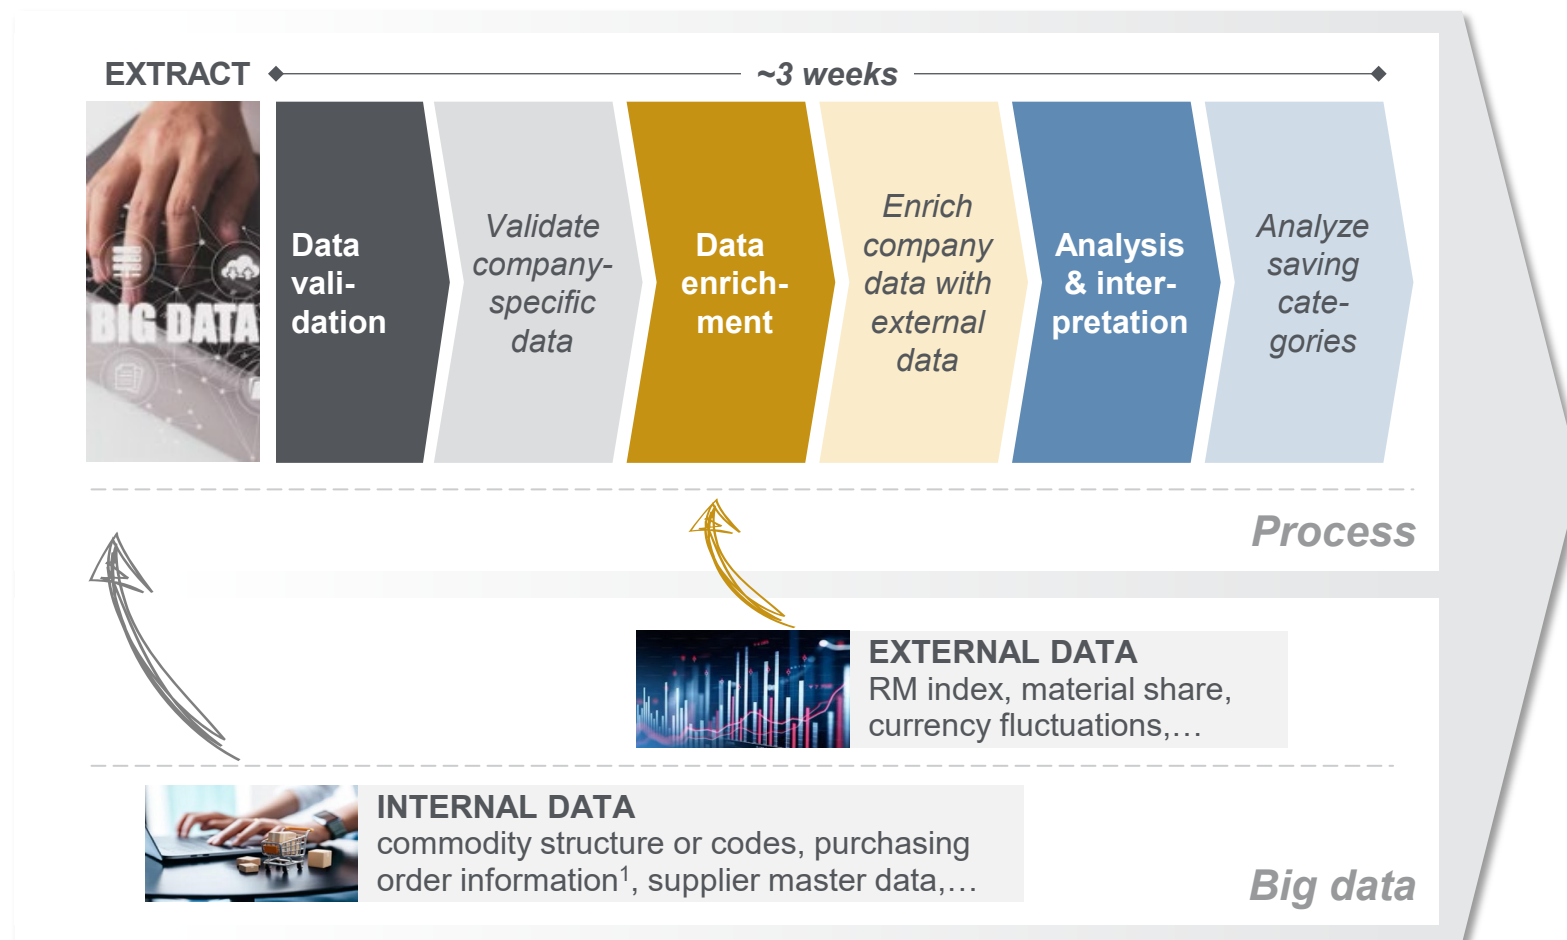 EXTRACT
~3 weeks
BIG DATA
Data
vali-
dation
Validate
company-
specific
data
Data
enrich-
ment
Enrich
company
data with
external
data
Analysis
& inter-
pretation
Analyze
saving
cate-
gories
Process
EXTERNAL DATA
RM index, material share,
currency fluctuations,…
INTERNAL DATA
commodity structure or codes, purchasing
order information¹, supplier master data,…
Big data